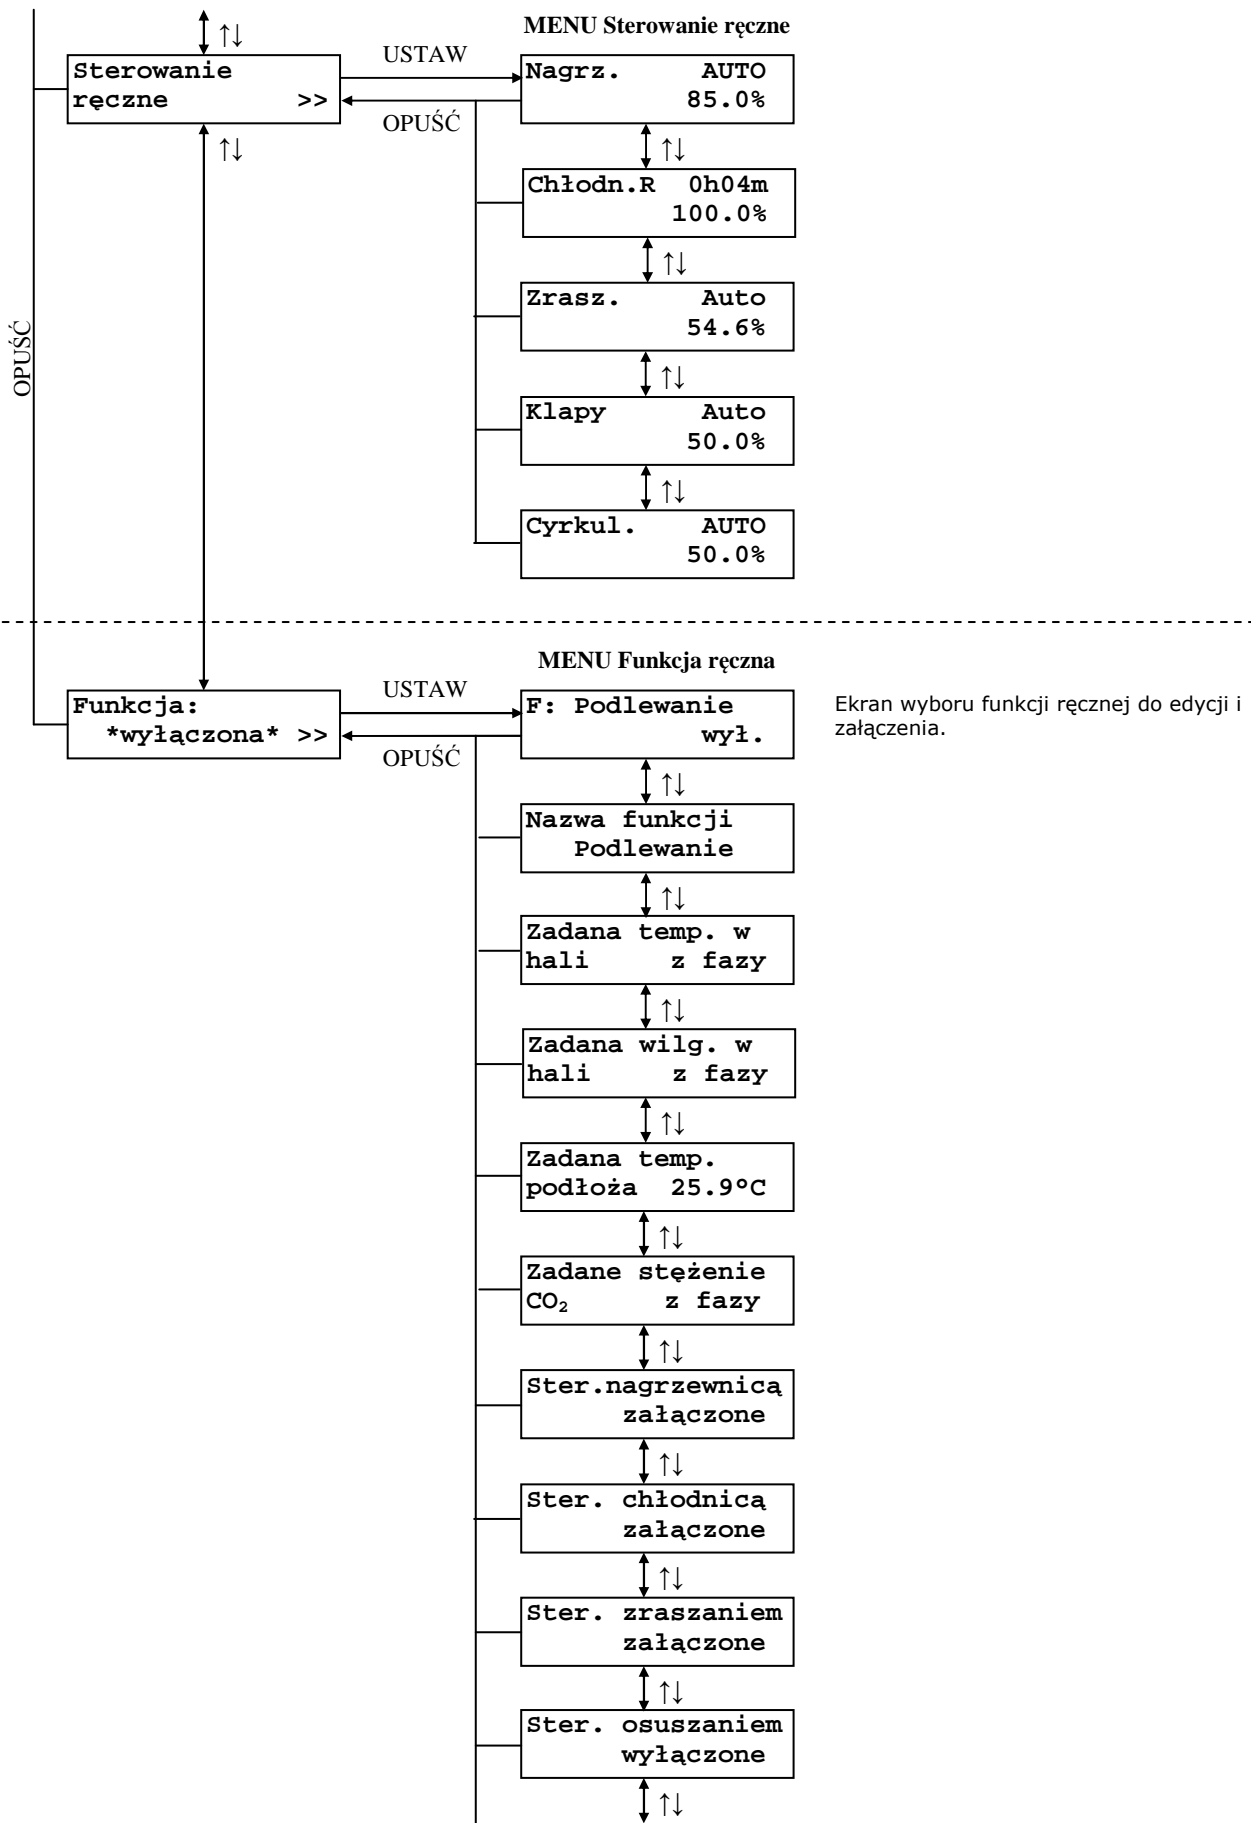 MENU Sterowanie ręczne
↑↓
USTAW
Sterowanie
ręczne >>
OPUŚĆ
↑↓
Nagrz. AUTO
85.0%
↑↓
Chłodn.R 0h04m
100.0%
↑↓
Zrasz. Auto
54.6%
↑↓
Klapy Auto
50.0%
↑↓
Cyrkul. AUTO
50.0%
OPUŚĆ
MENU Funkcja ręczna
USTAW
Funkcja:
*wyłączona* >>
OPUŚĆ
F: Podlewanie
wył.
Ekran wyboru funkcji ręcznej do edycji i
załączenia.
↑↓
Nazwa funkcji
Podlewanie
↑↓
Zadana temp. w
hali z fazy
↑↓
Zadana wilg. w
hali z fazy
↑↓
Zadana temp.
podłoża 25.9°C
↑↓
Zadane stężenie
CO₂ z fazy
↑↓
Ster.nagrzewnicą
załączone
↑↓
Ster. chłodnicą
załączone
↑↓
Ster. zraszaniem
załączone
↑↓
Ster. osuszaniem
wyłączone
↑↓